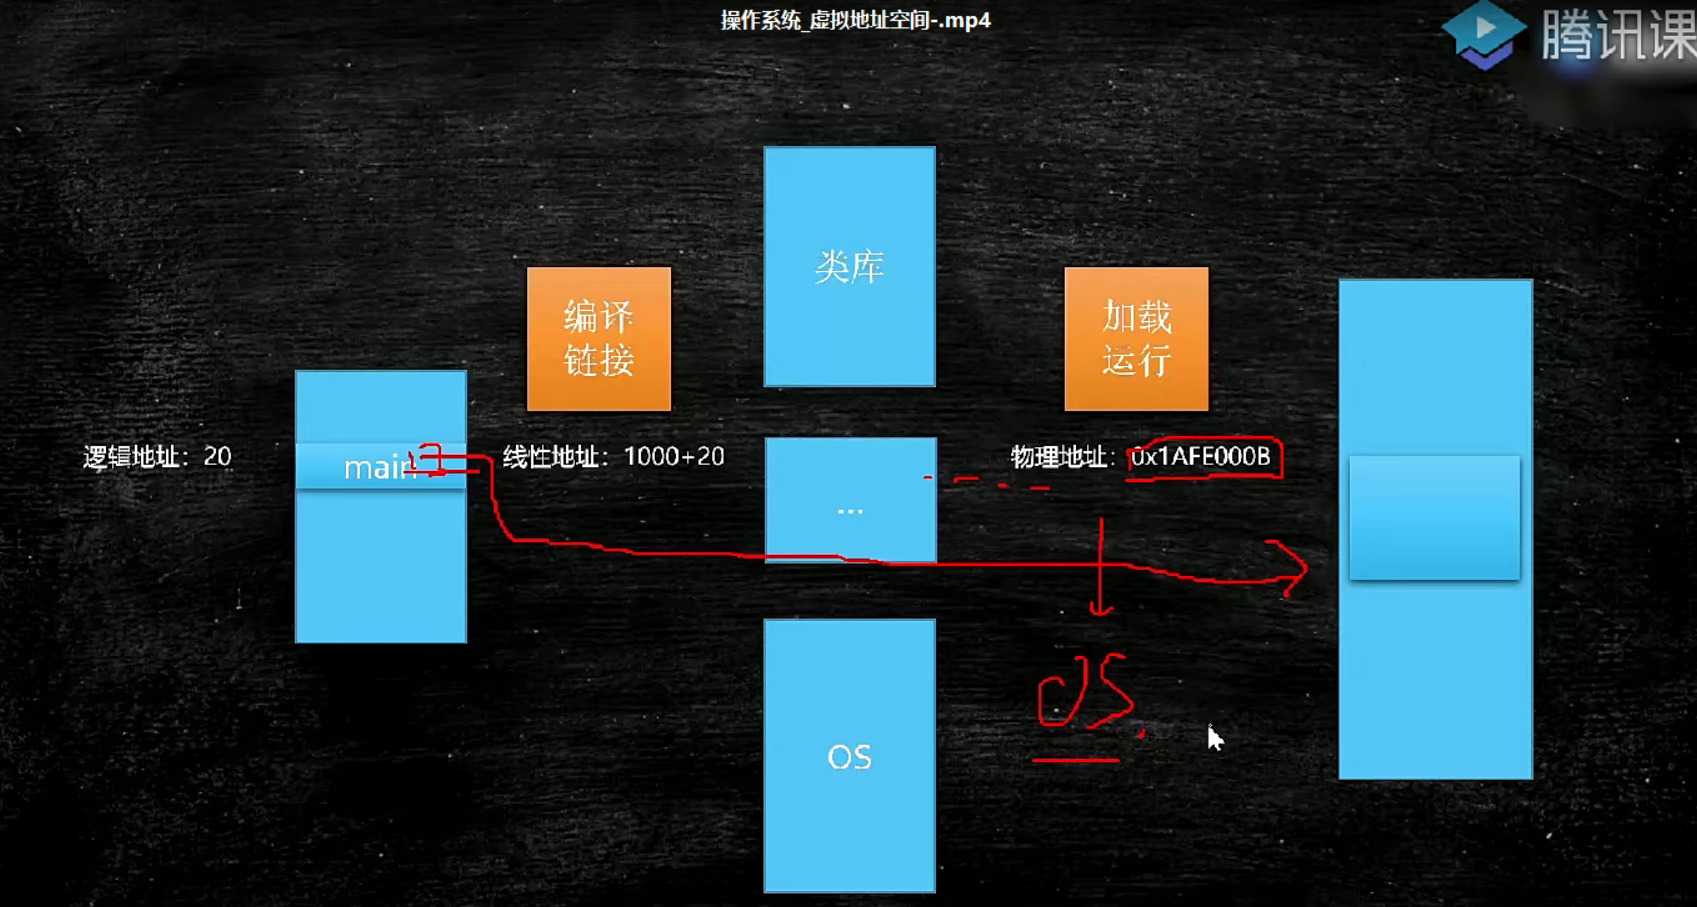 操作系统_虚拟地址空间-.mp4
腾讯课
类库
编译
链接
加载
运行
逻辑地址：20
main
线性地址：1000+20
...
物理地址：0x1AFE000B
OS.
OS